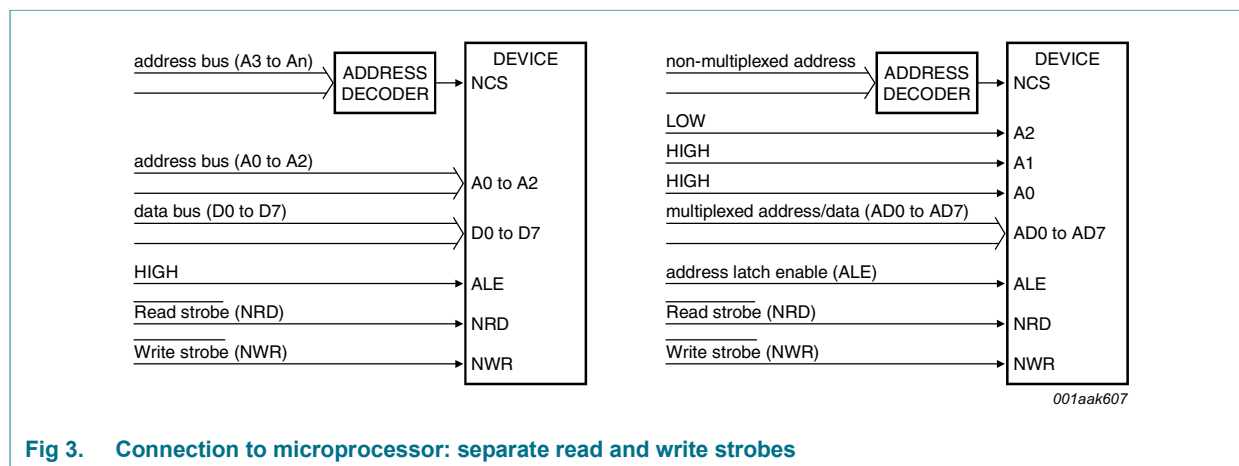 address bus (A3 to An)
ADDRESS
DECODER
DEVICE
NCS
address bus (A0 to A2)
A0 to A2
data bus (D0 to D7)
D0 to D7
HIGH
ALE
Read strobe (NRD)
NRD
Write strobe (NWR)
NWR
non-multiplexed address
ADDRESS
DECODER
DEVICE
NCS
LOW
A2
HIGH
A1
HIGH
A0
multiplexed address/data (AD0 to AD7)
AD0 to AD7
address latch enable (ALE)
ALE
Read strobe (NRD)
NRD
Write strobe (NWR)
NWR
001aak607
Fig 3. Connection to microprocessor: separate read and write strobes